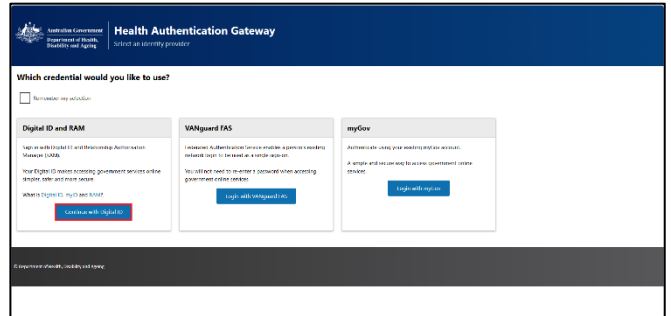 Australian Government
Department of Health,
Disability and Ageing
Health Authentication Gateway
Select an identity provider
Which credential would you like to use?
Remember my selection
Digital ID and RAM
Sign in with Digital ID and Relationship Authorisation
Manager (RAM).
Your Digital ID makes accessing government services online
simpler, safer and more secure.
What is Digital ID, myID and RAM?
Continue with Digital ID
VANguard FAS
Federated Authentication Service enables a person's existing
network login to be used as a single sign-on.
You will not need to re-enter a password when accessing
government online services.
Login with VANguard FAS
myGov
Authenticate using your existing myGov account.
A simple and secure way to access government online
services.
Login with myGov
© Department of Health, Disability and Ageing